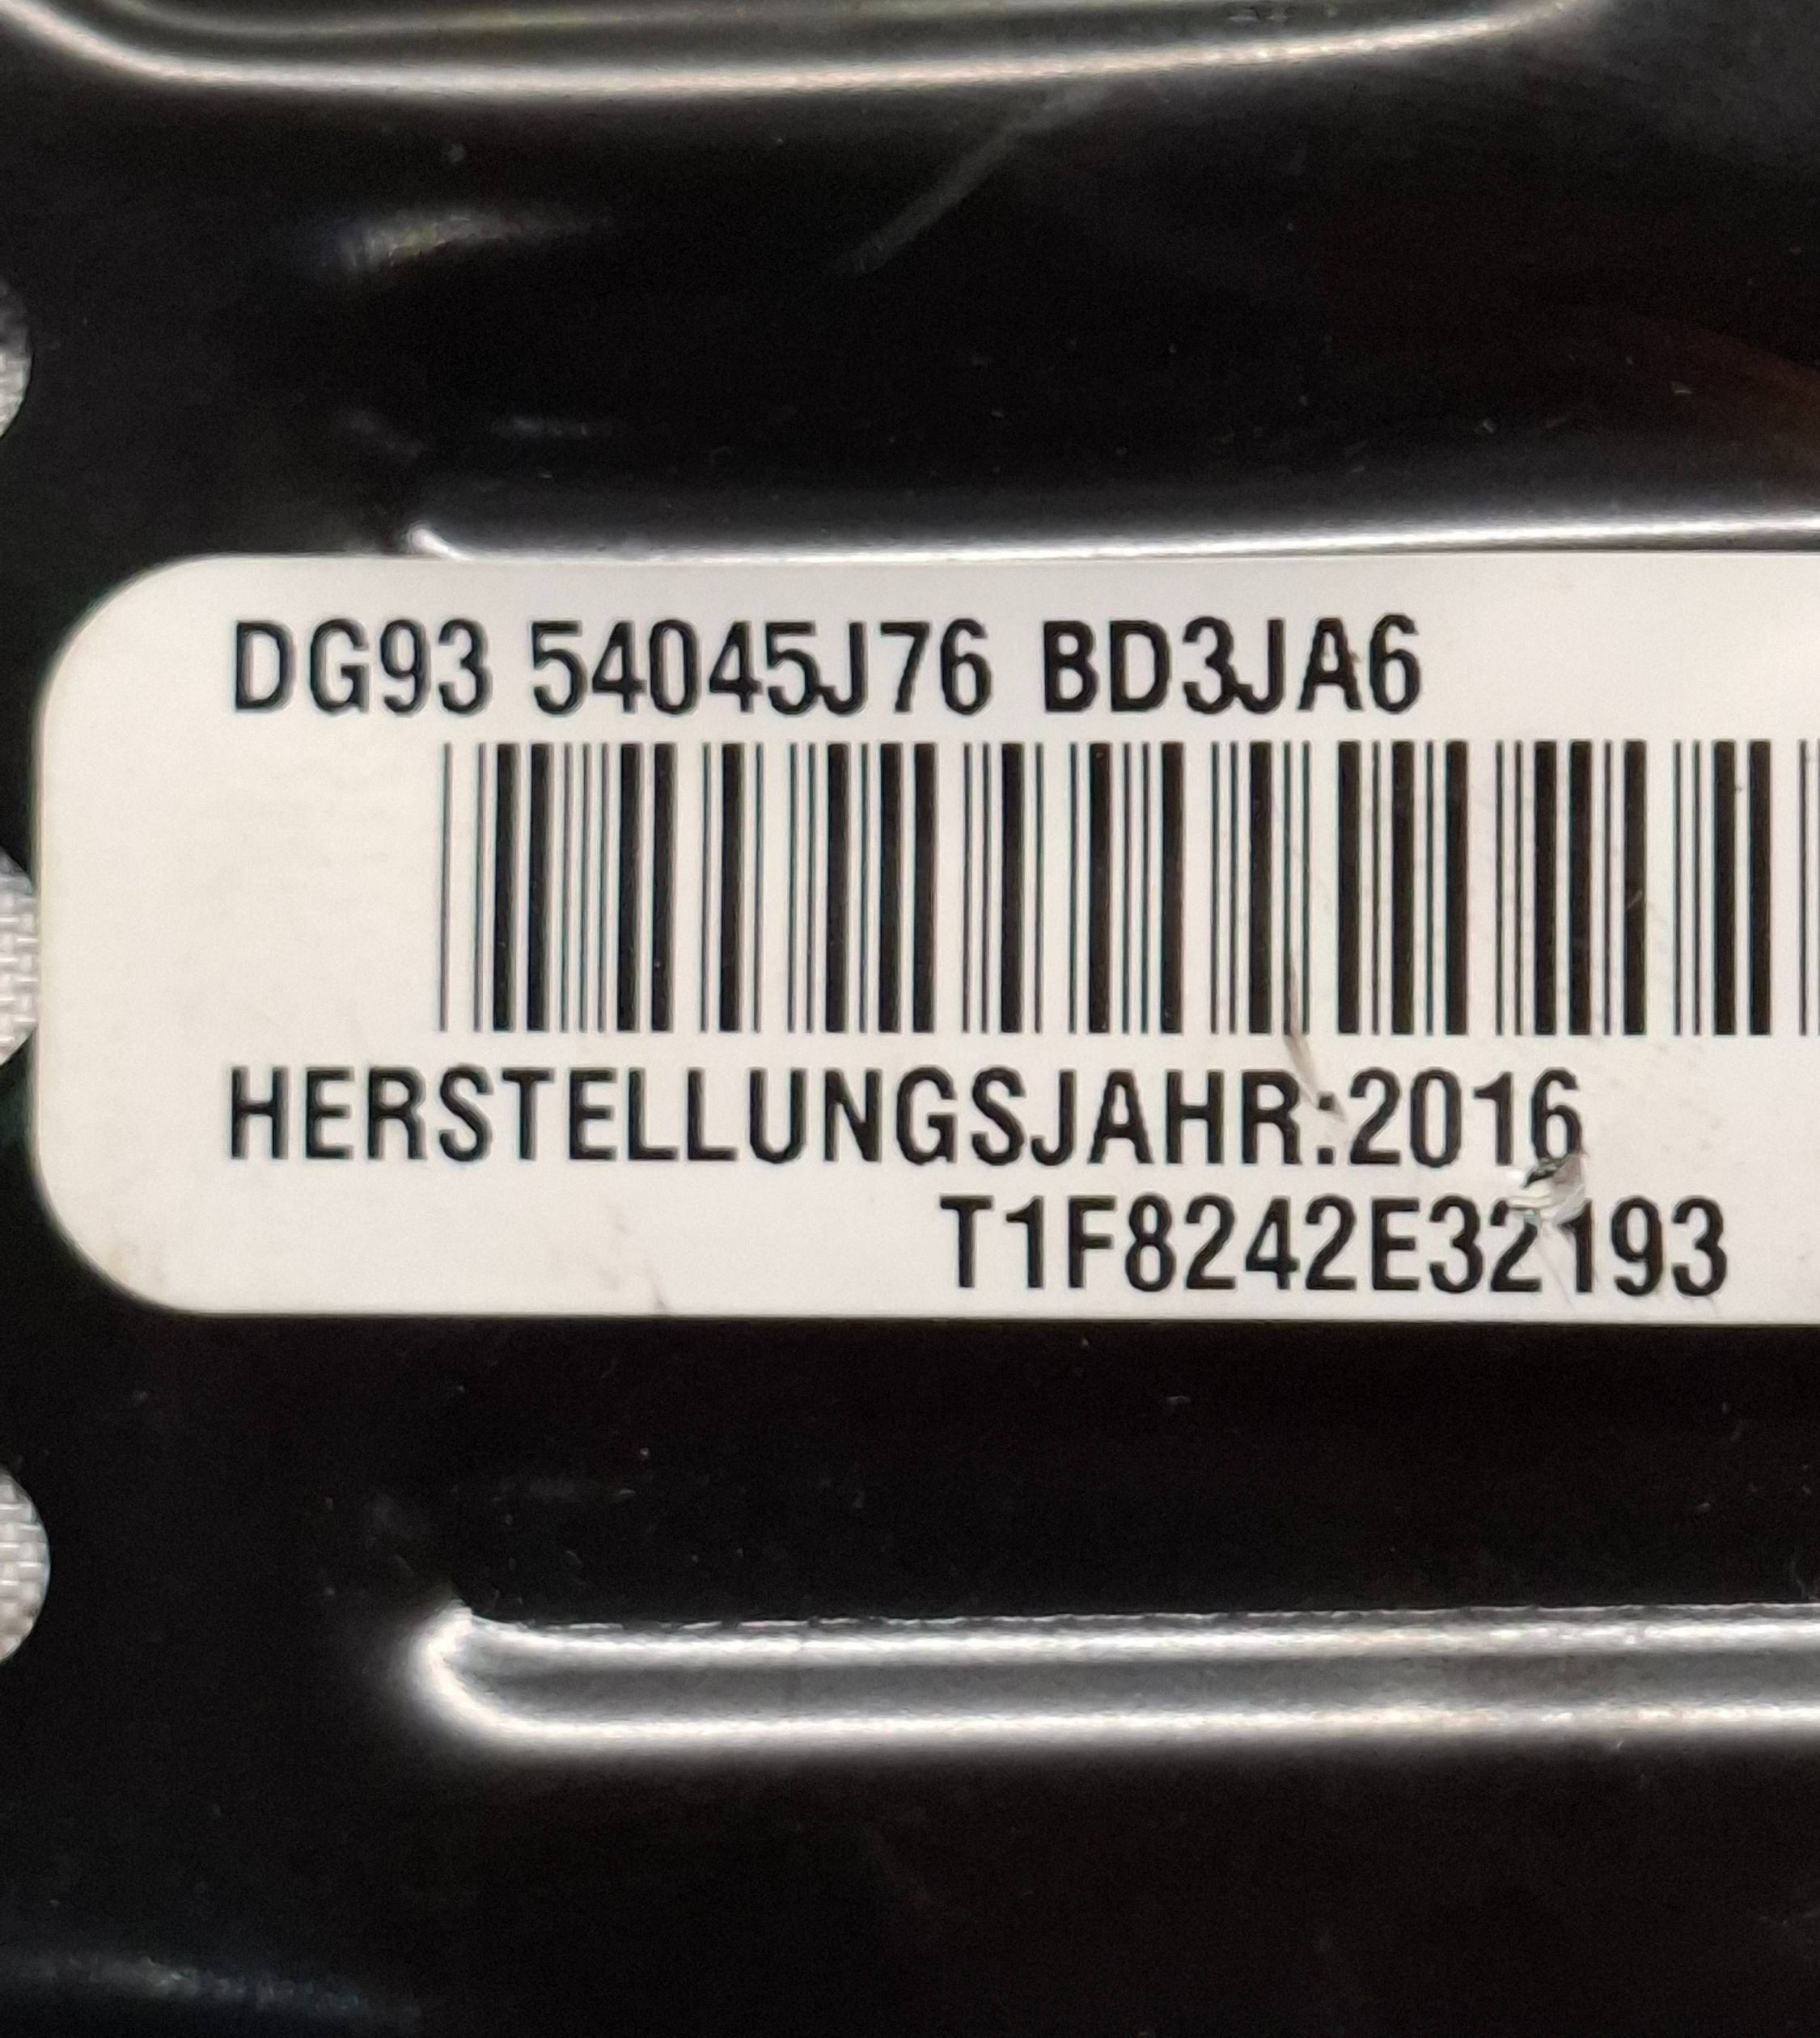 DG93 54045J76 BD3JA6
HERSTELLUNGSJAHR:2016
T1F8242E32193